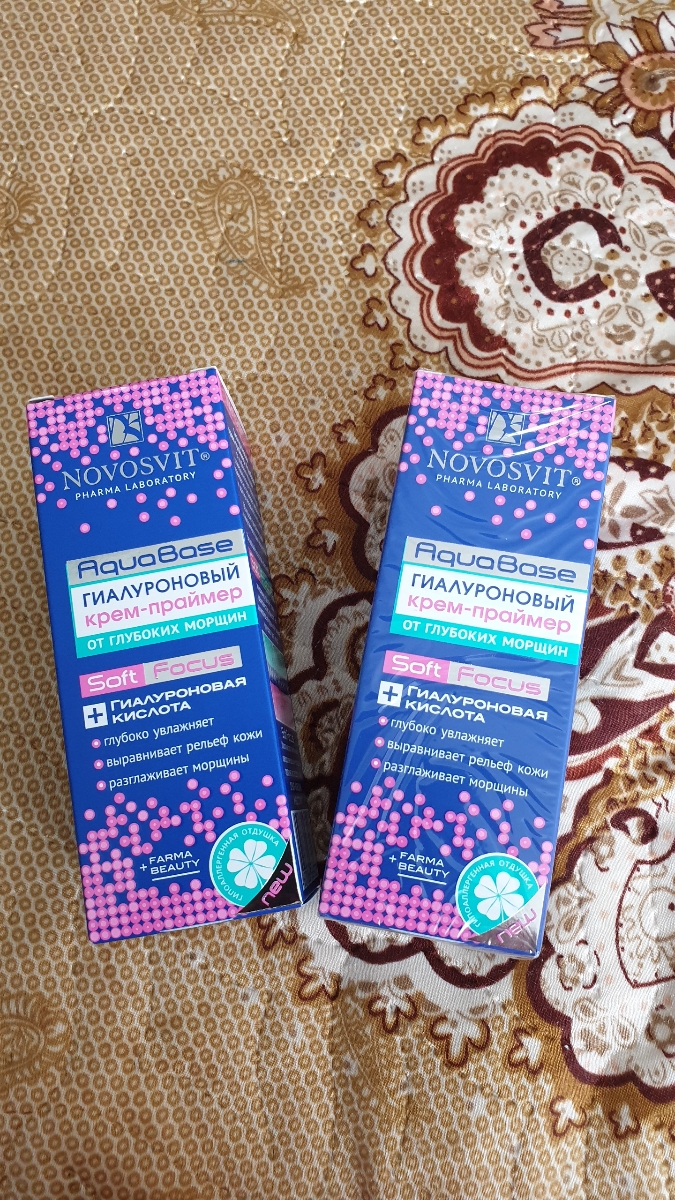 NOVOSVIT®
PHARMA LABORATORY
AquaBase
ГИАЛУРОНОВЫЙ
крем-праймер
ОТ ГЛУБОКИХ МОРЩИН
Soft Focus
+ ГИАЛУРОНОВАЯ
КИСЛОТА
глубоко увлажняет
выравнивает рельеф кожи
разглаживает морщины
+ FARMA
BEAUTY
ГИПОАЛЛЕРГЕННАЯ ОТДУШКА
new
NOVOSVIT®
PHARMA LABORATORY
AquaBase
ГИАЛУРОНОВЫЙ
крем-праймер
ОТ ГЛУБОКИХ МОРЩИН
Soft Focus
+ ГИАЛУРОНОВАЯ
КИСЛОТА
глубоко увлажняет
выравнивает рельеф кожи
разглаживает морщины
+ FARMA
BEAUTY
ГИПОАЛЛЕРГЕННАЯ ОТДУШКА
new